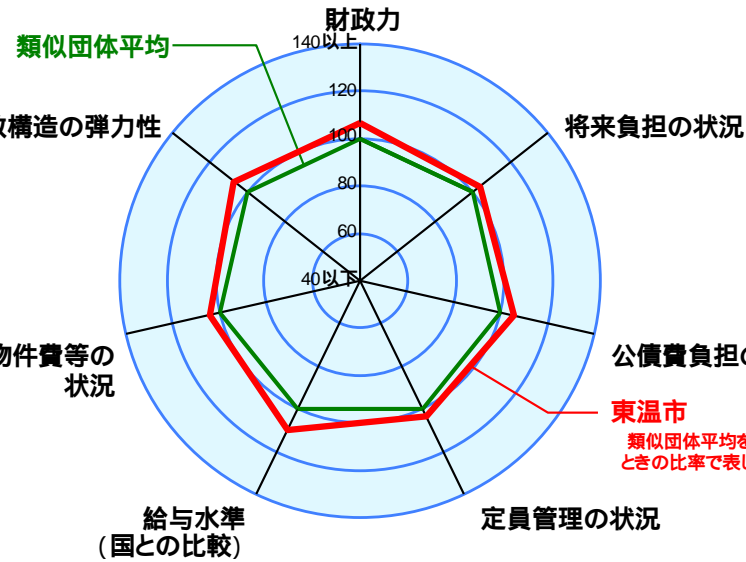 財政力
140以上
類似団体平均
120
将来負担の状況
構造の弾力性
100
80
60
40以下
物件費等の
状況
公債費負担の
東温市
類似団体平均を
ときの比率で表し
給与水準
(国との比較)
定員管理の状況